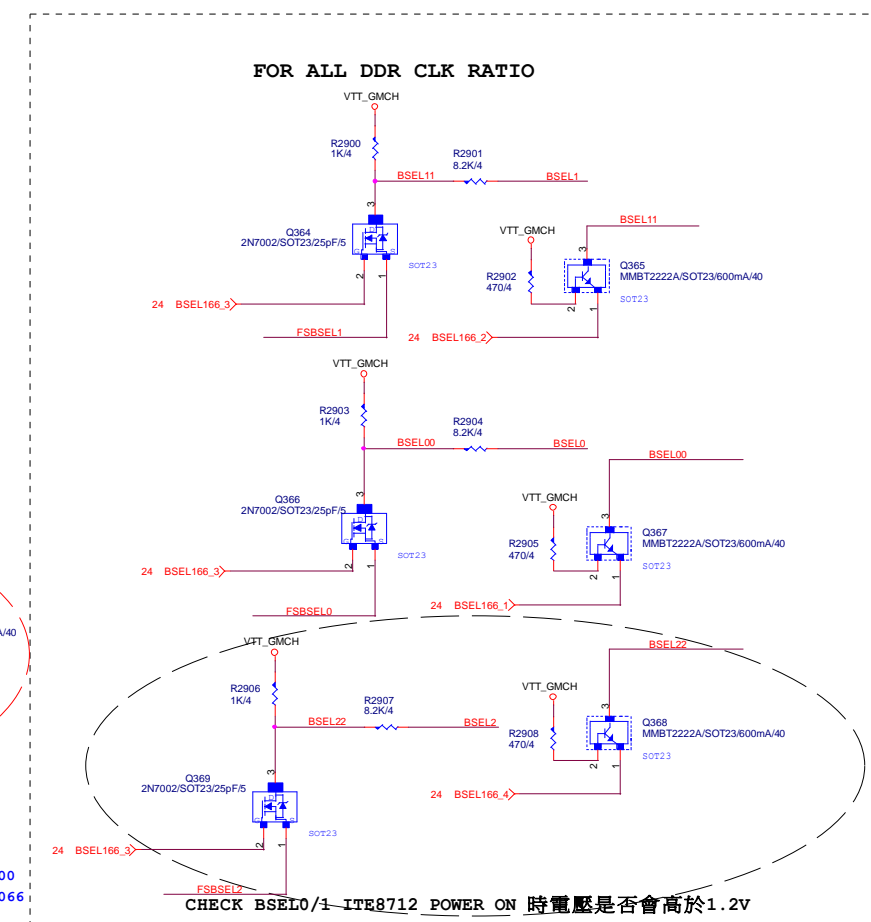 FOR ALL DDR CLK RATIO
VTT_GMCH
R2900
1K/4
R2901
8.2K/4
BSEL11
BSEL1
3
Q364
2N7002/SOT23/25pF/5
D
G
S
SOT23
2
1
24 BSEL166_3
FSBSEL1
VTT_GMCH
R2902
470/4
BSEL11
3
Q365
MMBT2222A/SOT23/600mA/40
SOT23
2
1
24 BSEL166_2
VTT_GMCH
R2903
1K/4
R2904
8.2K/4
BSEL00
BSEL0
3
Q366
2N7002/SOT23/25pF/5
D
G
S
SOT23
2
1
24 BSEL166_3
FSBSEL0
VTT_GMCH
R2905
470/4
BSEL00
3
Q367
MMBT2222A/SOT23/600mA/40
SOT23
2
1
24 BSEL166_1
A/40
VTT_GMCH
R2906
1K/4
R2907
8.2K/4
BSEL22
BSEL2
3
Q369
2N7002/SOT23/25pF/5
D
G
S
SOT23
2
1
24 BSEL166_3
FSBSEL2
VTT_GMCH
R2908
470/4
BSEL22
3
Q368
MMBT2222A/SOT23/600mA/40
SOT23
2
1
24 BSEL166_4
00
066
CHECK BSEL0/1 ITE8712 POWER ON 時電壓是否會高於1.2V